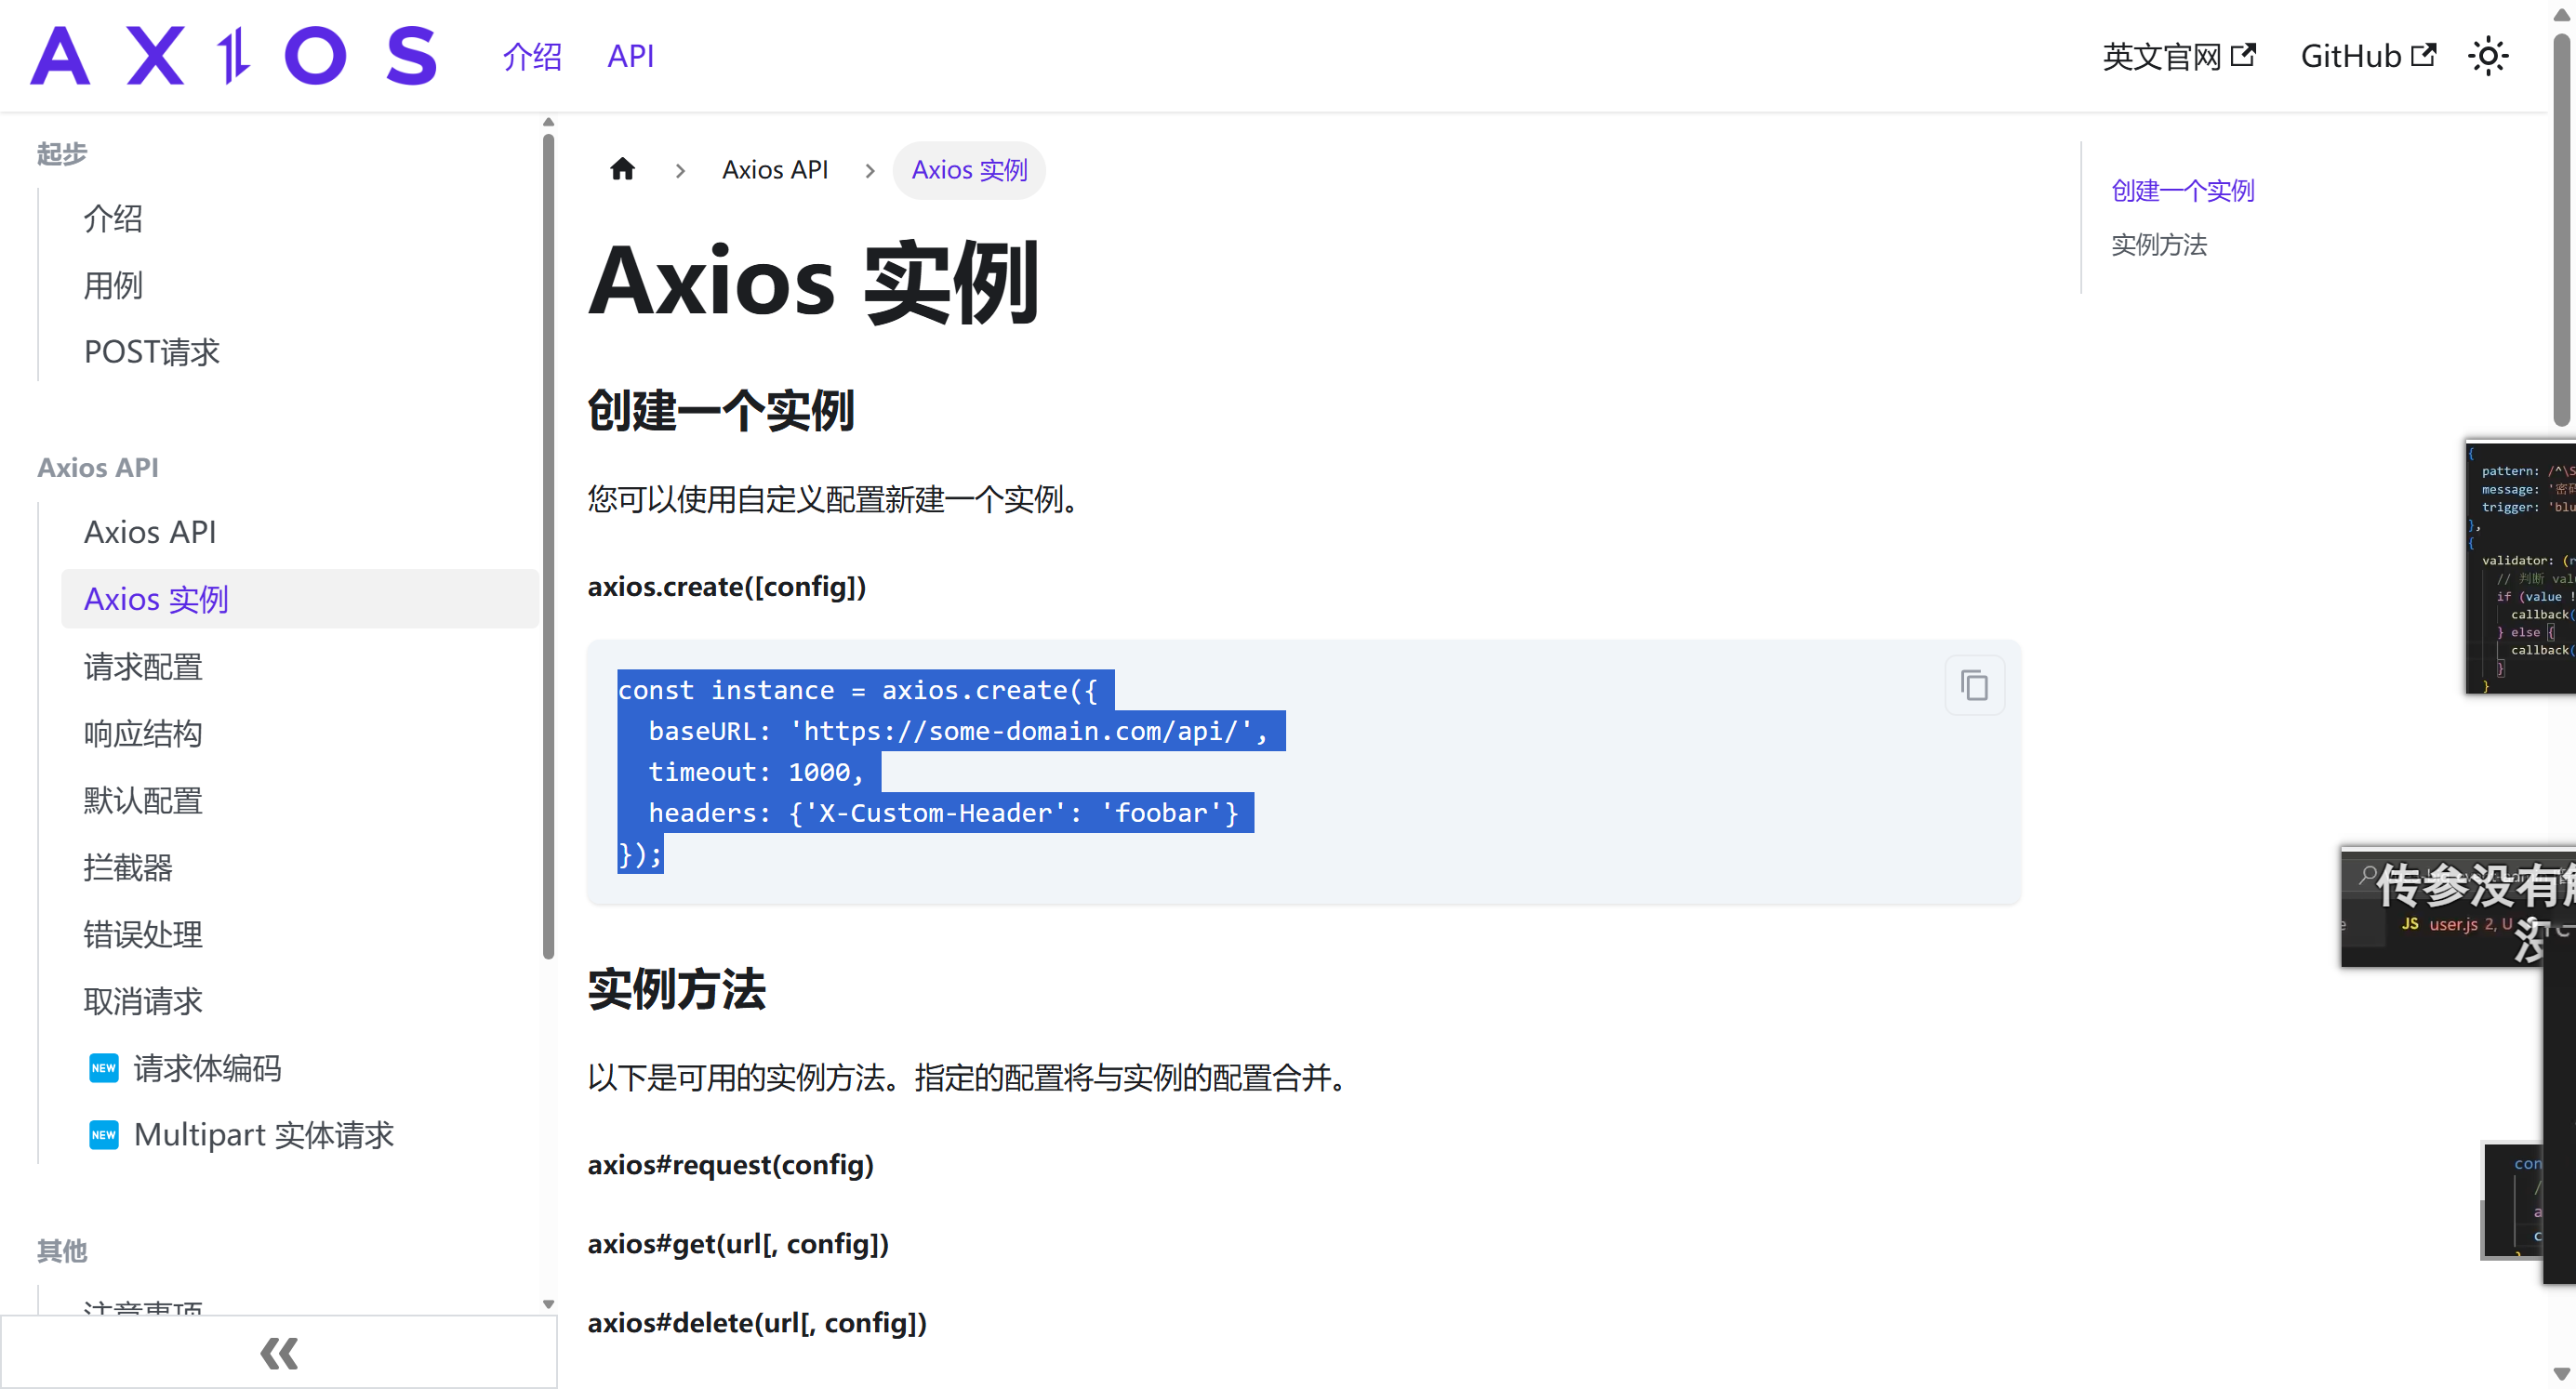 AXIOS
介绍
API
英文官网
GitHub
起步
介绍
用例
POST请求
Axios API
Axios API
Axios 实例
请求配置
响应结构
默认配置
拦截器
错误处理
取消请求
NEW 请求体编码
NEW Multipart 实体请求
其他
注意事项
Axios API
Axios 实例
Axios 实例
创建一个实例
您可以使用自定义配置新建一个实例。
axios.create([config])
const instance = axios.create({
  baseURL: 'https://some-domain.com/api/',
  timeout: 1000,
  headers: {'X-Custom-Header': 'foobar'}
});
实例方法
以下是可用的实例方法。指定的配置将与实例的配置合并。
axios#request(config)
axios#get(url[, config])
axios#delete(url[, config])
创建一个实例
实例方法
{
pattern: /^\S
message: '密码
trigger: 'blu
},
{
validator: (r
// 判断 valu
if (value !
callback(
} else {
callback(
}
}
传参没有
JS user.js 2, U
没
con
/
a
c